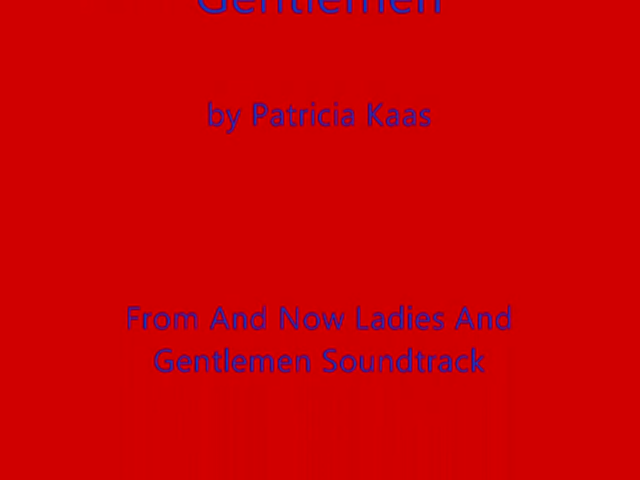 Gentlemen
by Patricia Kaas
From And Now Ladies And
Gentlemen Soundtrack